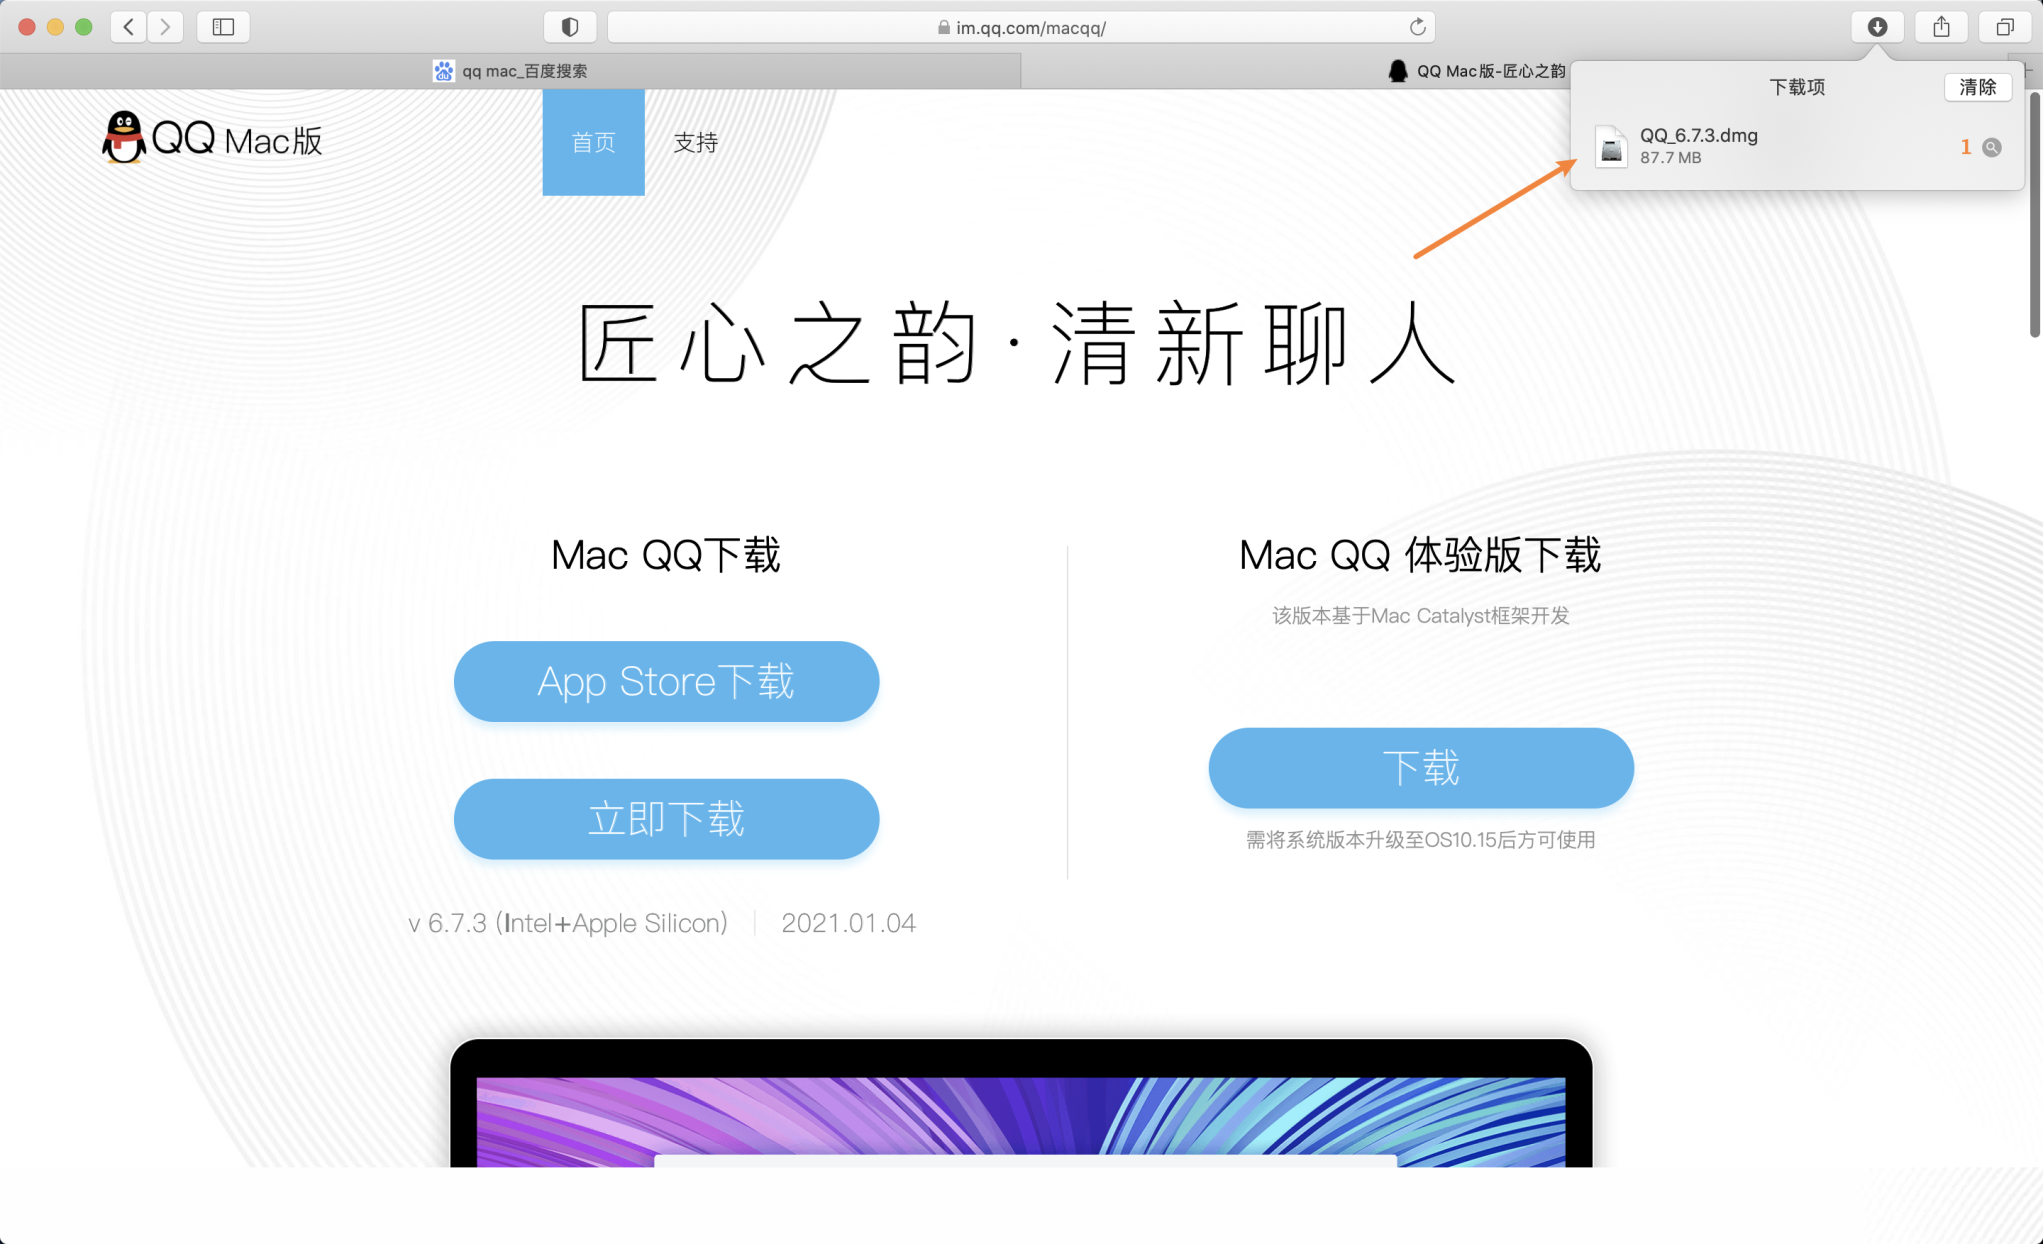 im.qq.com/macqq/
qq mac_百度搜索
QQ Mac版-匠心之韵
下载项
清除
QQ_6.7.3.dmg
87.7 MB
1
QQ Mac版
首页
支持
匠心之韵·清新聊人
Mac QQ下载
App Store下载
立即下载
v 6.7.3 (Intel+Apple Silicon)
2021.01.04
Mac QQ 体验版下载
该版本基于Mac Catalyst框架开发
下载
需将系统版本升级至OS10.15后方可使用